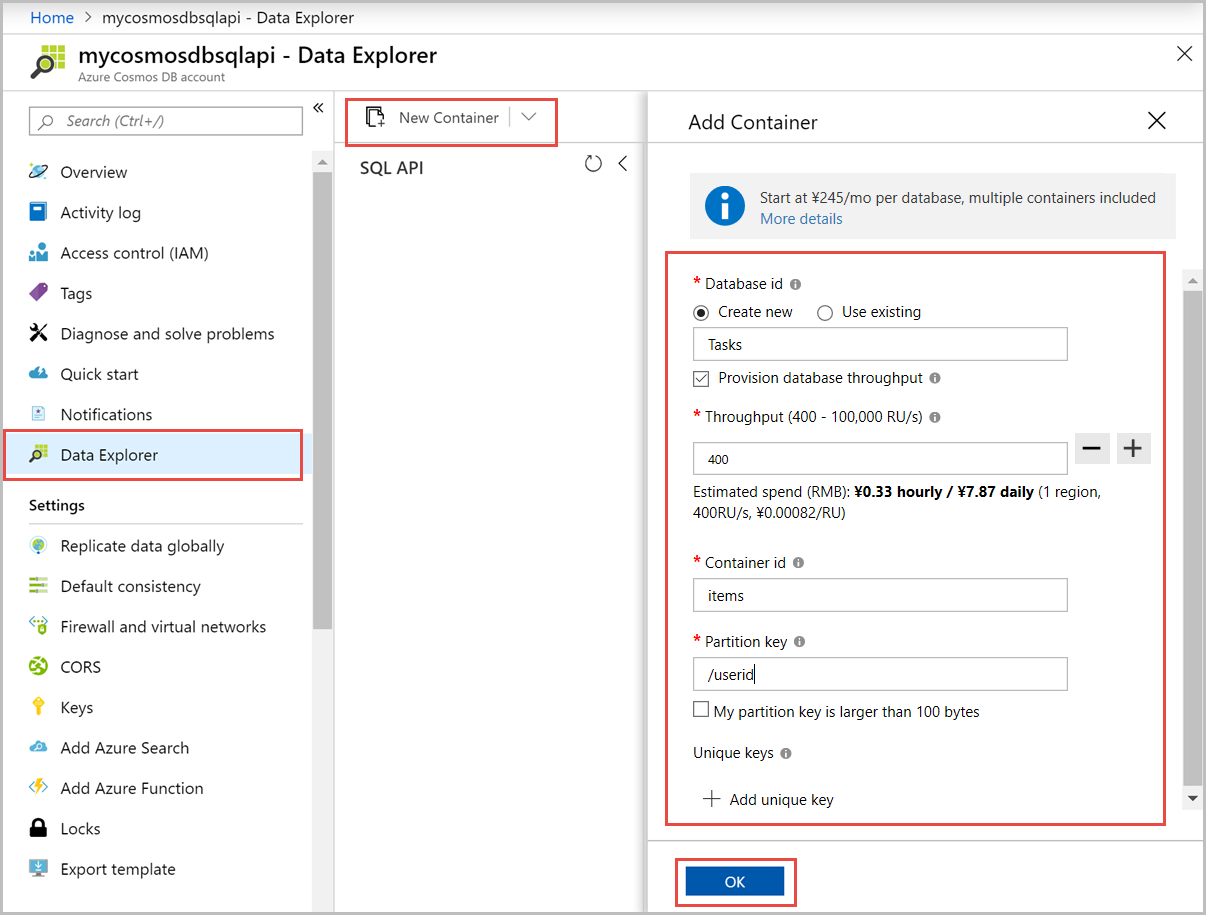 Home > mycosmosdbsqlapi - Data Explorer
mycosmosdbsqlapi - Data Explorer
Azure Cosmos DB account
Search (Ctrl+/)
«
Overview
Activity log
Access control (IAM)
Tags
Diagnose and solve problems
Quick start
Notifications
Data Explorer
Settings
Replicate data globally
Default consistency
Firewall and virtual networks
CORS
Keys
Add Azure Search
Add Azure Function
Locks
Export template
New Container
SQL API
Add Container
Start at ¥245/mo per database, multiple containers included
More details
* Database id
Create new
Use existing
Tasks
Provision database throughput
* Throughput (400 - 100,000 RU/s)
400
Estimated spend (RMB): ¥0.33 hourly / ¥7.87 daily (1 region,
400RU/s, ¥0.00082/RU)
* Container id
items
* Partition key
/userid
My partition key is larger than 100 bytes
Unique keys
Add unique key
OK